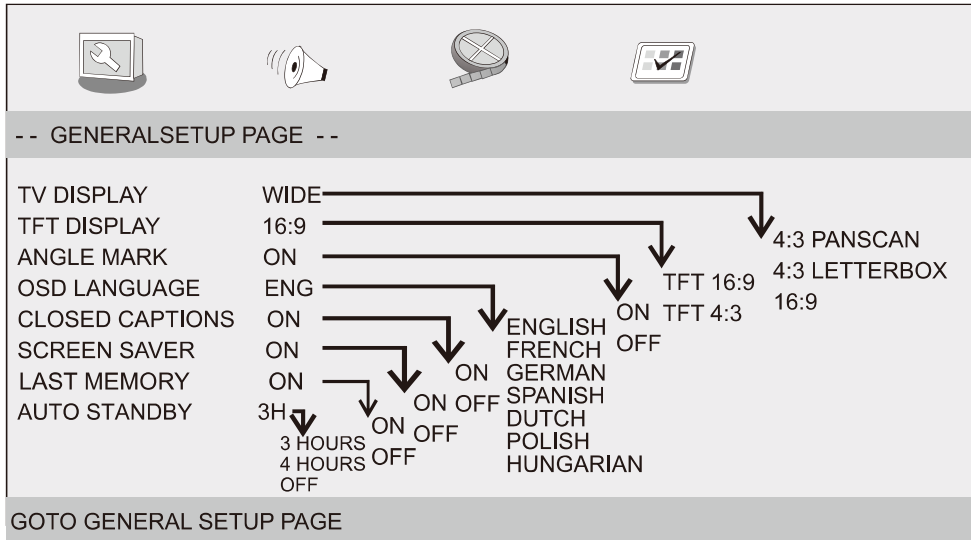 -- GENERALSETUP PAGE --
TV DISPLAY WIDE
TFT DISPLAY 16:9
ANGLE MARK ON
OSD LANGUAGE ENG
CLOSED CAPTIONS ON
SCREEN SAVER ON
LAST MEMORY ON
AUTO STANDBY 3H
3 HOURS
4 HOURS
OFF
ON
OFF
ON
OFF
ON
OFF
ENGLISH
FRENCH
GERMAN
SPANISH
DUTCH
POLISH
HUNGARIAN
ON
OFF
TFT 16:9
TFT 4:3
4:3 PANSCAN
4:3 LETTERBOX
16:9
GOTO GENERAL SETUP PAGE